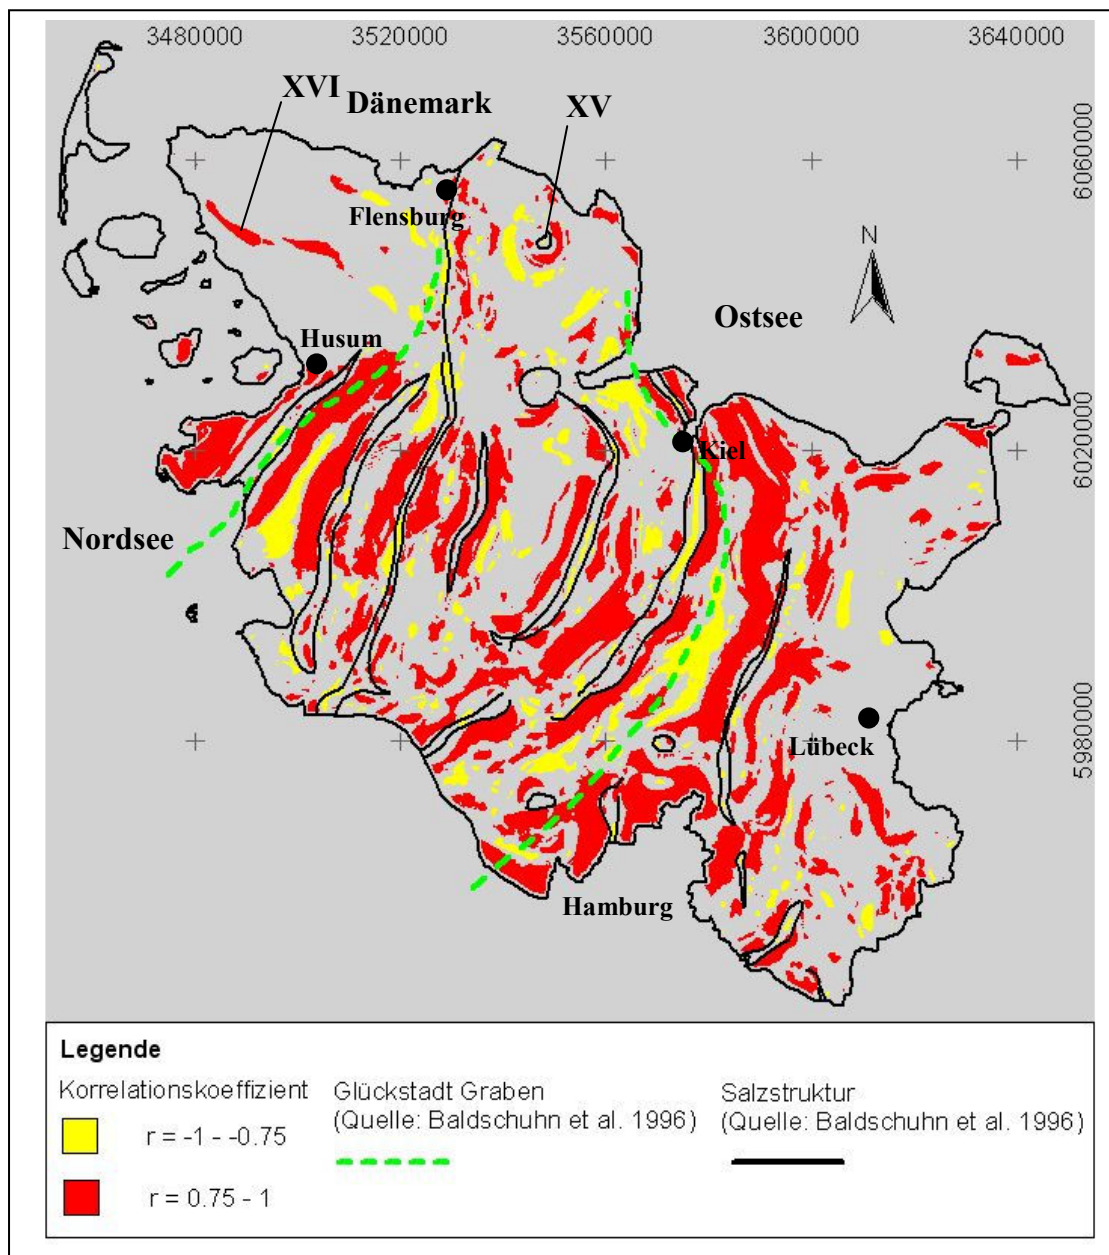 3480000 3520000 3560000 3600000 3640000
XVI
Dänemark
XV
6060000
Flensburg
N
Ostsee
Husum
6020000
Kiel
Nordsee
5980000
Lübeck
Hamburg
Legende
Korrelationskoeffizient
r = -1 - -0.75
r = 0.75 - 1
Glückstadt Graben
(Quelle: Baldschuhn et al. 1996)
Salzstruktur
(Quelle: Baldschuhn et al. 1996)